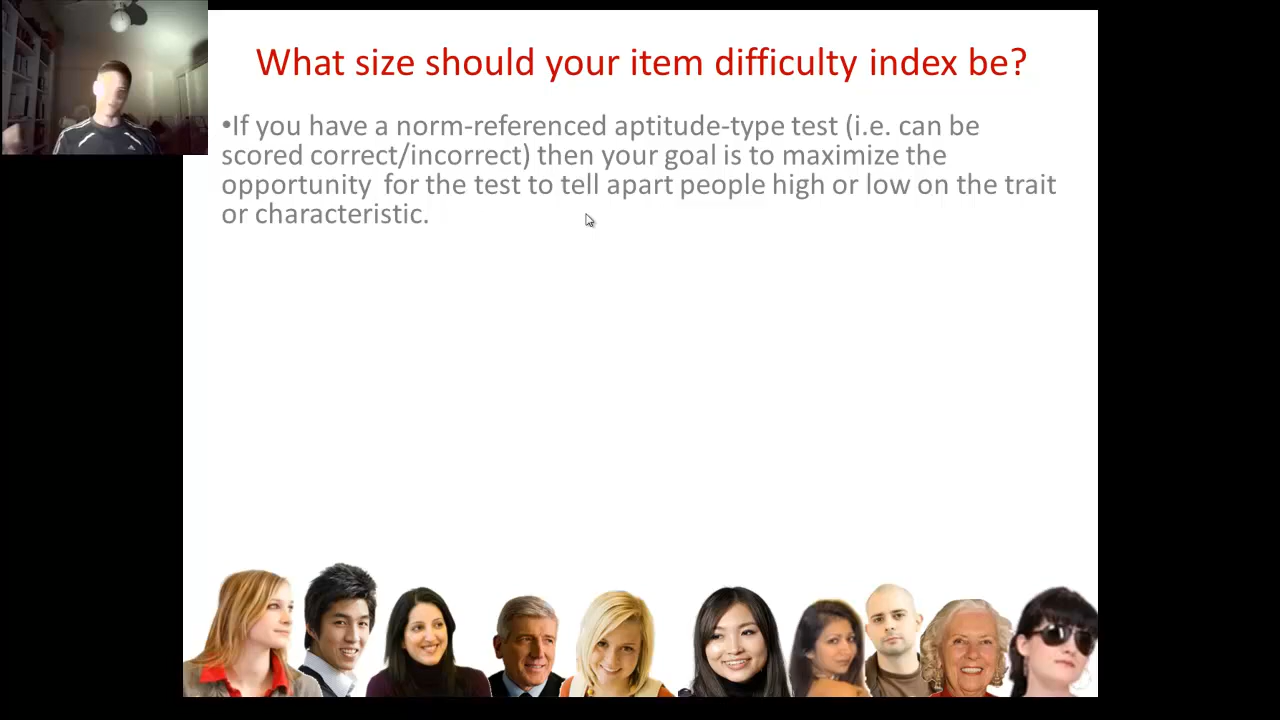 What size should your item difficulty index be?
•If you have a norm-referenced aptitude-type test (i.e. can be
scored correct/incorrect) then your goal is to maximize the
opportunity  for the test to tell apart people high or low on the trait
or characteristic.